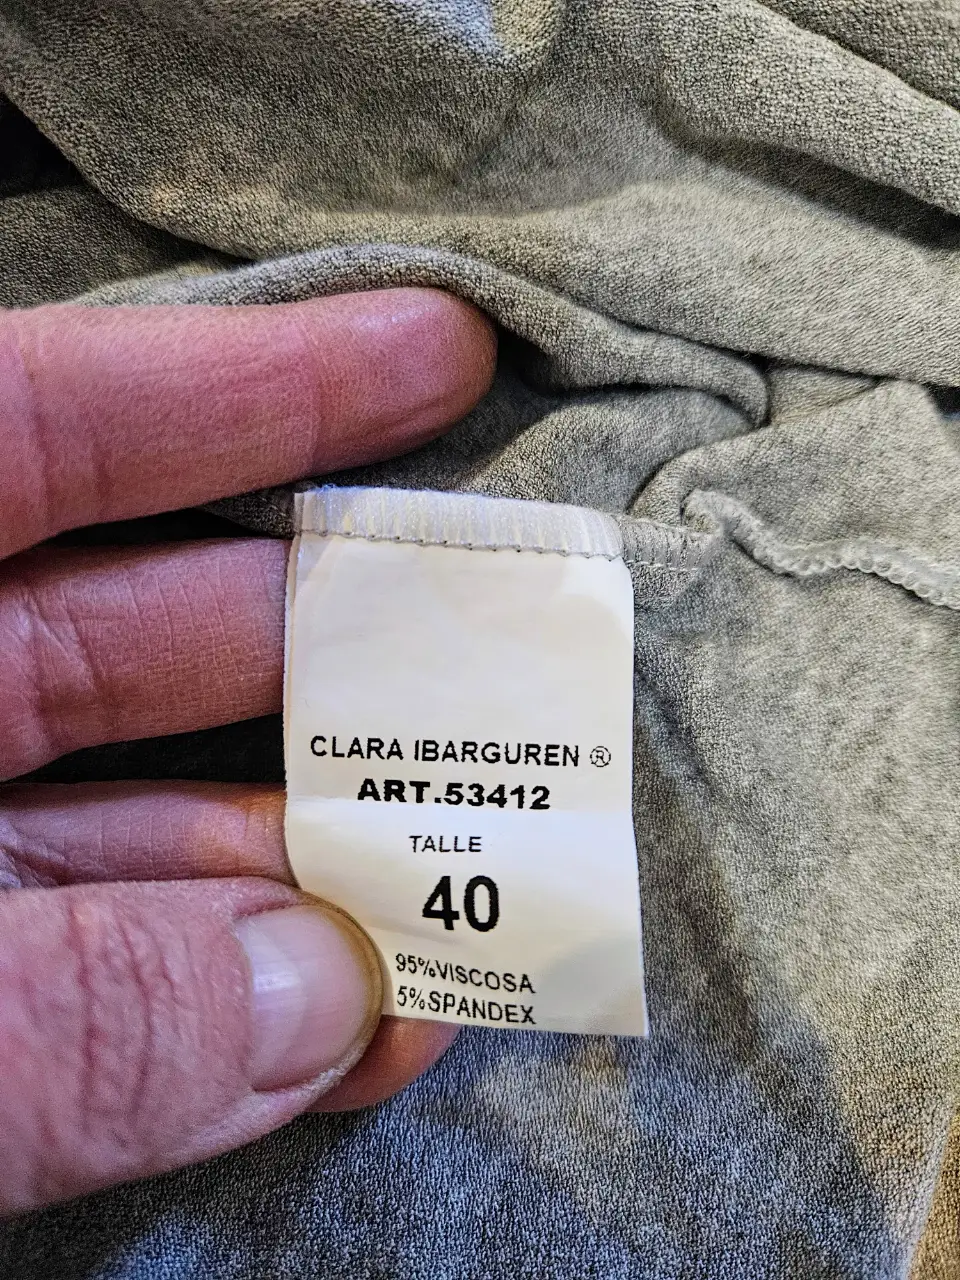 CLARA IBARGUREN ®
ART.53412
TALLE
40
95%VISCOSA
5%SPANDEX